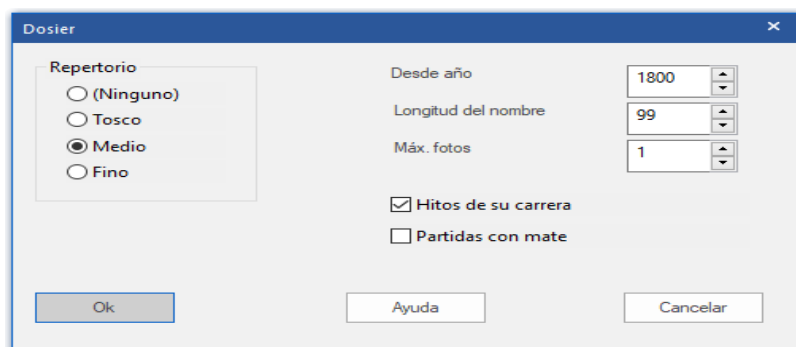 Dosier
Repertorio
(Ninguno)
Tosco
Medio
Fino
Desde año 1800
Longitud del nombre 99
Máx. fotos 1
Hitos de su carrera
Partidas con mate
Ok Ayuda Cancelar